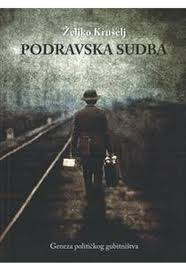 Željko Krušelj
PODRAVSKA SUDBA
Geneza političkog gubitništva